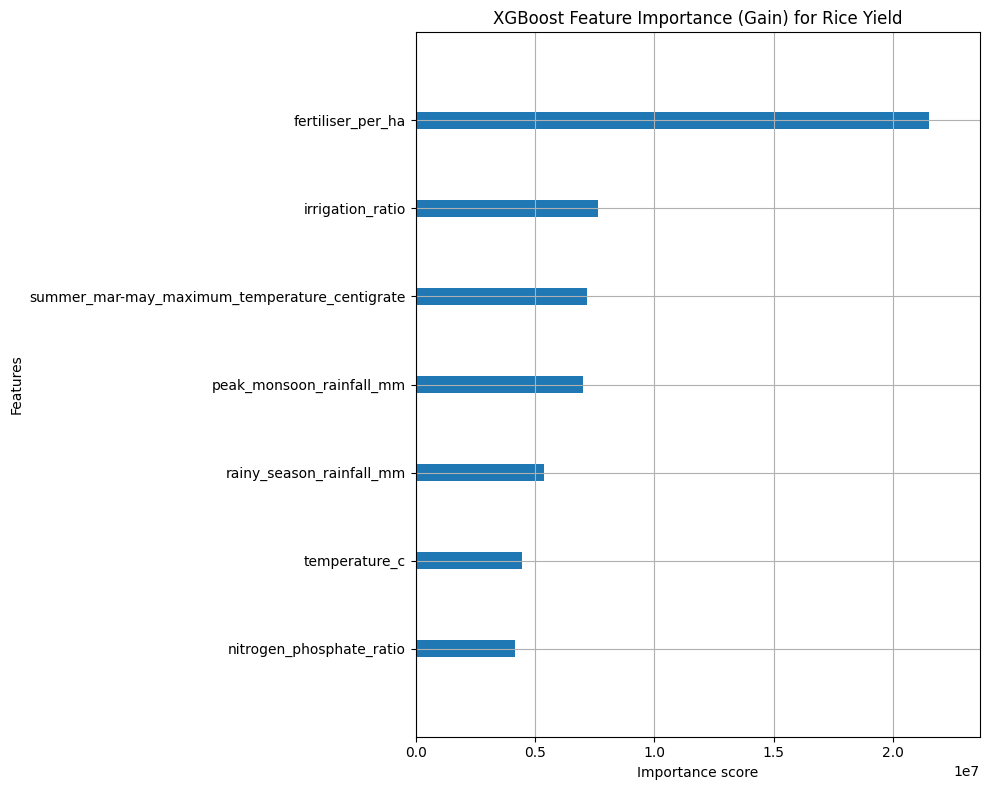 XGBoost Feature Importance (Gain) for Rice Yield
Features
fertiliser_per_ha
irrigation_ratio
summer_mar-may_maximum_temperature_centigrate
peak_monsoon_rainfall_mm
rainy_season_rainfall_mm
temperature_c
nitrogen_phosphate_ratio
0.0 0.5 1.0 1.5 2.0
1e7
Importance score